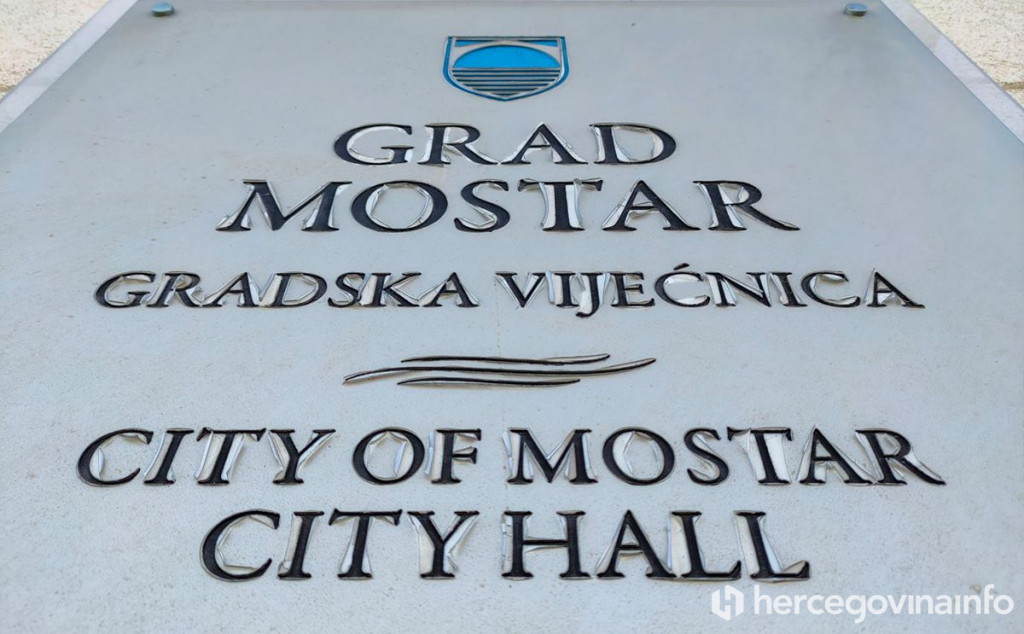 GRAD
MOSTAR
GRADSKA VIJEĆNICA
CITY OF MOSTAR
CITY HALL
hercegovinainfo